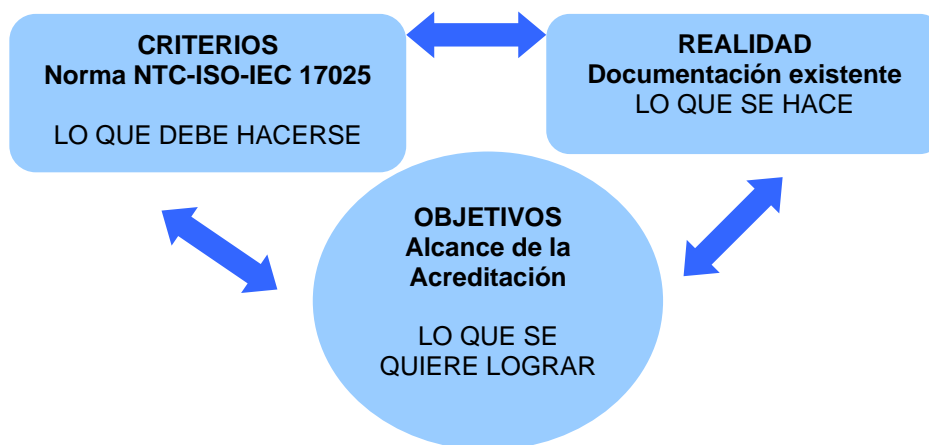 CRITERIOS
Norma NTC-ISO-IEC 17025
LO QUE DEBE HACERSE
REALIDAD
Documentación existente
LO QUE SE HACE
OBJETIVOS
Alcance de la
Acreditación
LO QUE SE
QUIERE LOGRAR